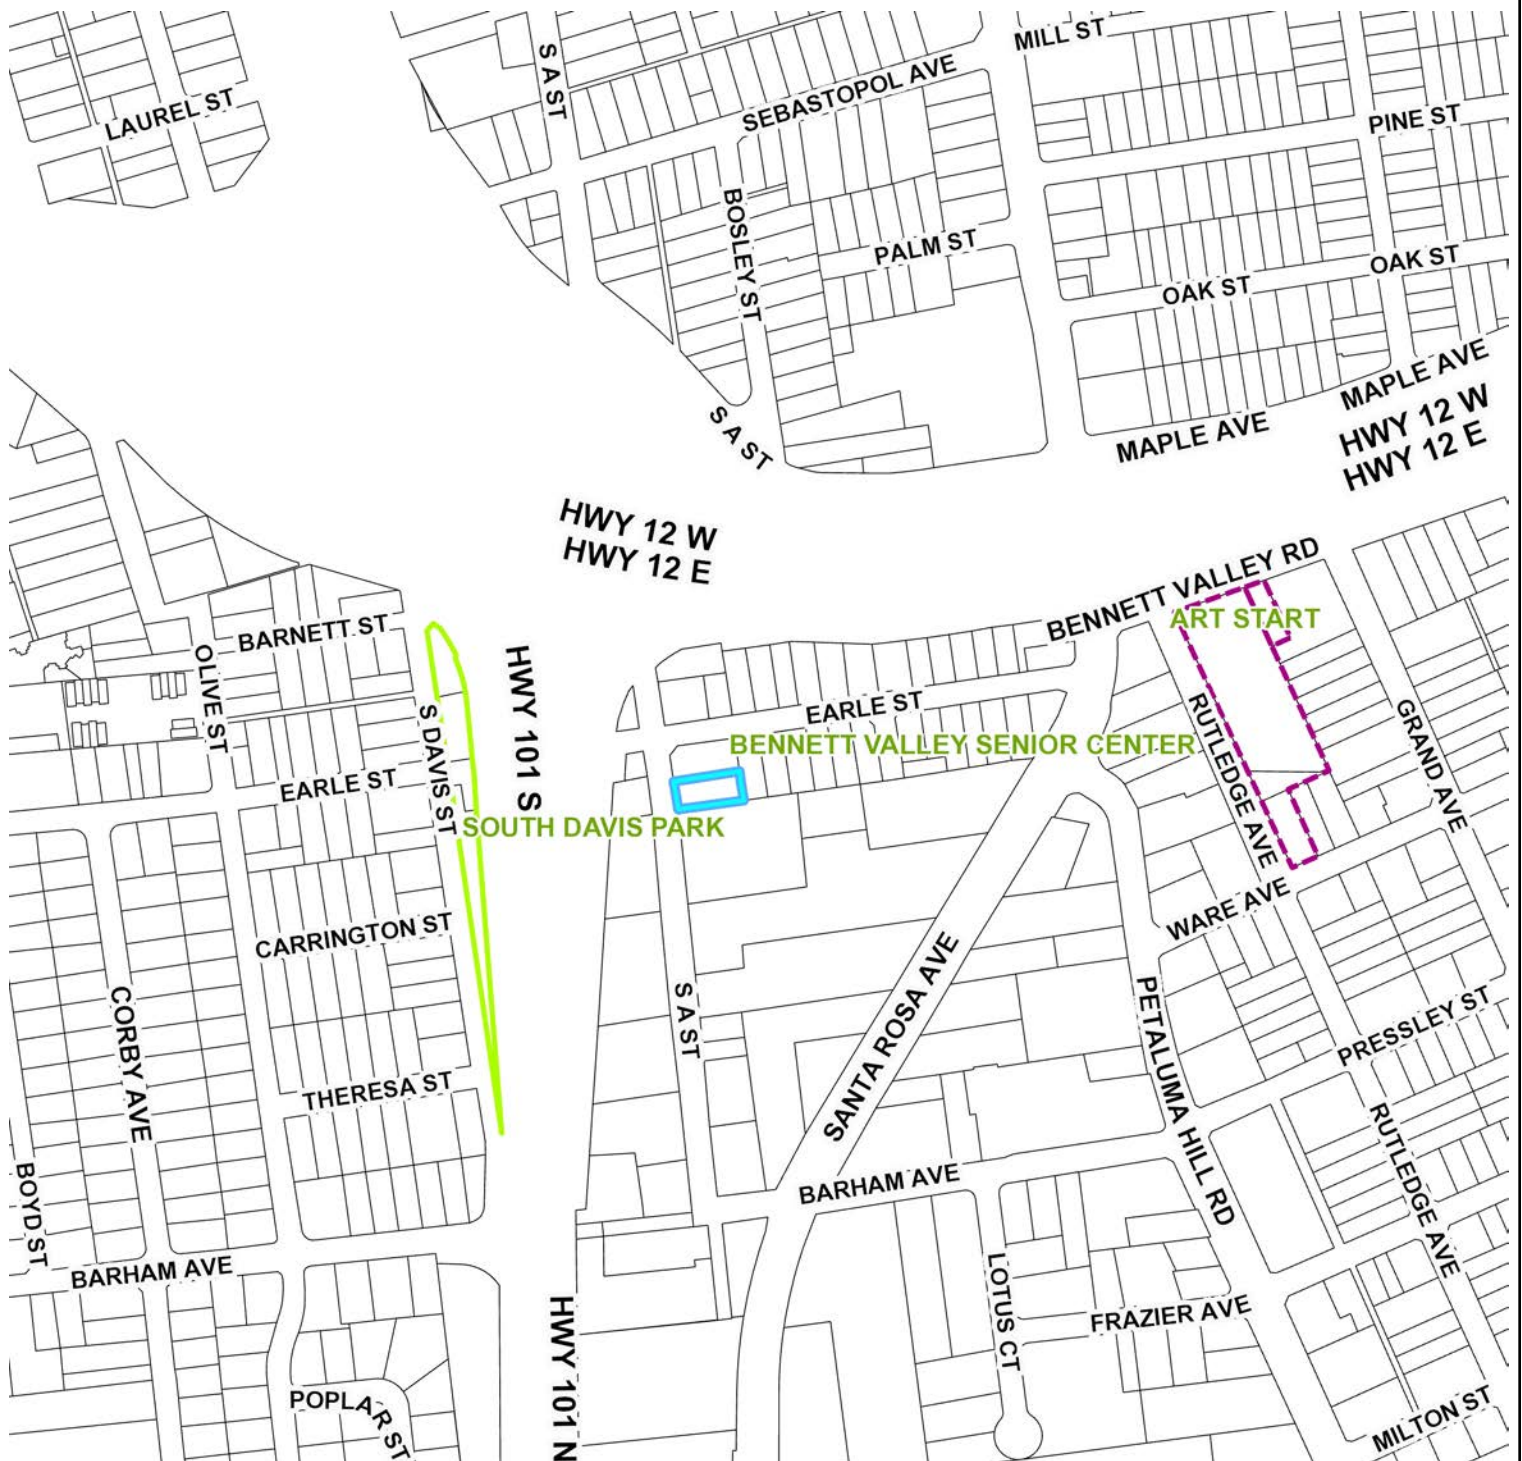 MILL ST
S A ST
SEBASTOPOL AVE
LAUREL ST
PINE ST
BOSLEY ST
PALM ST
OAK ST
OAK ST
MAPLE AVE
MAPLE AVE
HWY 12 W
HWY 12 E
S A ST
HWY 12 W
HWY 12 E
BENNETT VALLEY RD
ART START
BARNETT ST
OLIVE ST
HWY 101 S
S DAVIS ST
EARLE ST
BENNETT VALLEY SENIOR CENTER
RUTLEDGE AVE
GRAND AVE
EARLE ST
SOUTH DAVIS PARK
WARE AVE
CARRINGTON ST
SANTA ROSA AVE
S A ST
CORBY AVE
PETALUMA HILL RD
PRESSLEY ST
THERESA ST
RUTLEDGE AVE
BOYD ST
BARHAM AVE
BARHAM AVE
LOTUS CT
FRAZIER AVE
HWY 101 N
POPLAR ST
MILTON ST